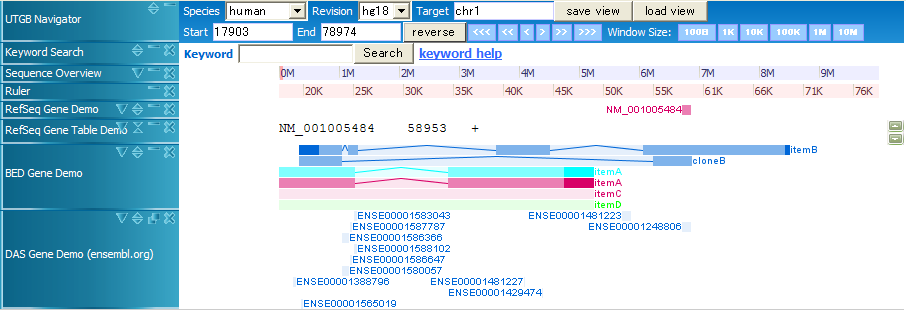 UTGB Navigator
Species human Revision hg18 Target chr1 save view load view
Start 17903 End 78974 reverse <<< << < > >> >>> Window Size: 100B 1K 10K 100K 1M 10M
Keyword Search
Keyword Search keyword help
Sequence Overview
0M 1M 2M 3M 4M 5M 6M 7M 8M 9M
Ruler
20K 25K 30K 35K 40K 45K 50K 55K 61K 66K 71K 76K
RefSeq Gene Demo
NM_001005484
RefSeq Gene Table Demo
NM_001005484 58953 +
BED Gene Demo
itemB
cloneB
itemA
itemA
itemC
itemD
DAS Gene Demo (ensembl.org)
ENSE00001583043 ENSE00001481223
ENSE00001587787 ENSE00001248806
ENSE00001586366
ENSE00001588102
ENSE00001586647
ENSE00001580057
ENSE00001388796 ENSE00001481227
ENSE00001429474
ENSE00001565019